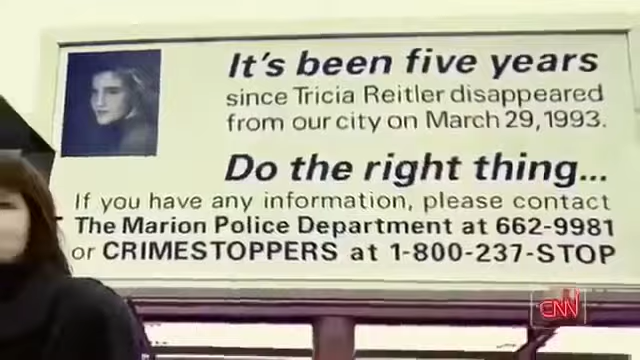 It's been five years
since Tricia Reitler disappeared
from our city on March 29, 1993.
Do the right thing...
If you have any information, please contact
The Marion Police Department at 662-9981
or CRIMESTOPPERS at 1-800-237-STOP
CNN